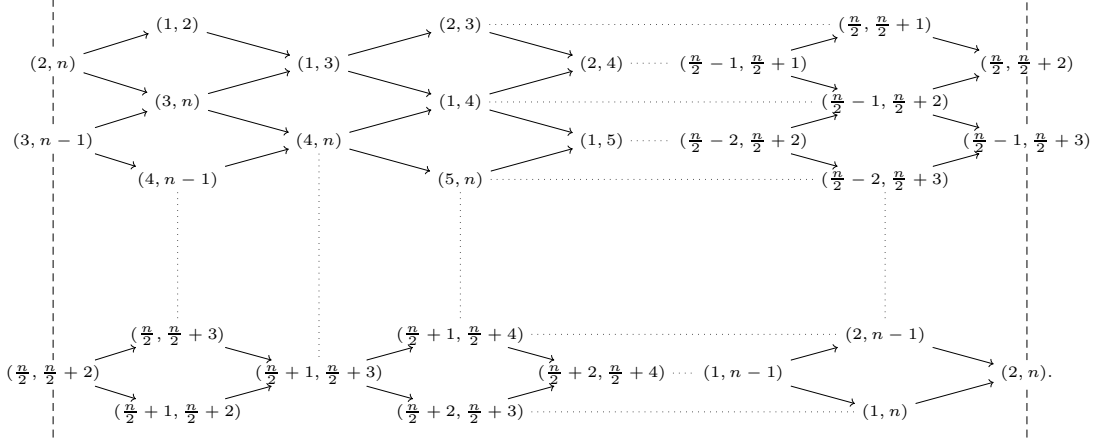 (1, 2) (2, 3) (n/2, n/2 + 1)
(2, n) (1, 3) (2, 4) (n/2 − 1, n/2 + 1) (n/2, n/2 + 2)
(3, n) (1, 4) (n/2 − 1, n/2 + 2)
(3, n − 1) (4, n) (1, 5) (n/2 − 2, n/2 + 2) (n/2 − 1, n/2 + 3)
(4, n − 1) (5, n) (n/2 − 2, n/2 + 3)
(n/2, n/2 + 3) (n/2 + 1, n/2 + 4) (2, n − 1)
(n/2, n/2 + 2) (n/2 + 1, n/2 + 3) (n/2 + 2, n/2 + 4) (1, n − 1) (2, n).
(n/2 + 1, n/2 + 2) (n/2 + 2, n/2 + 3) (1, n)